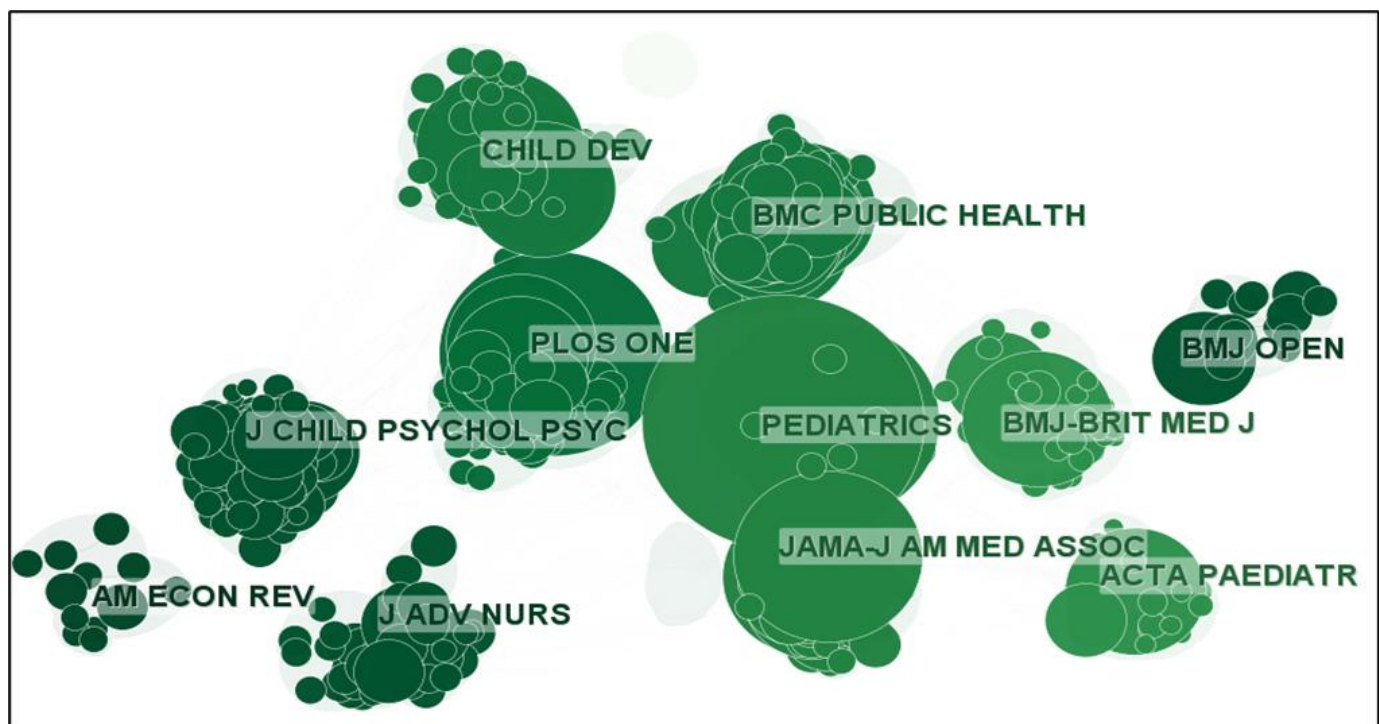 CHILD DEV
BMC PUBLIC HEALTH
PLOS ONE
BMJ OPEN
J CHILD PSYCHOL PSYC
PEDIATRICS
BMJ-BRIT MED J
JAMA-J AM MED ASSOC
ACTA PAEDIATR
AM ECON REV
J ADV NURS